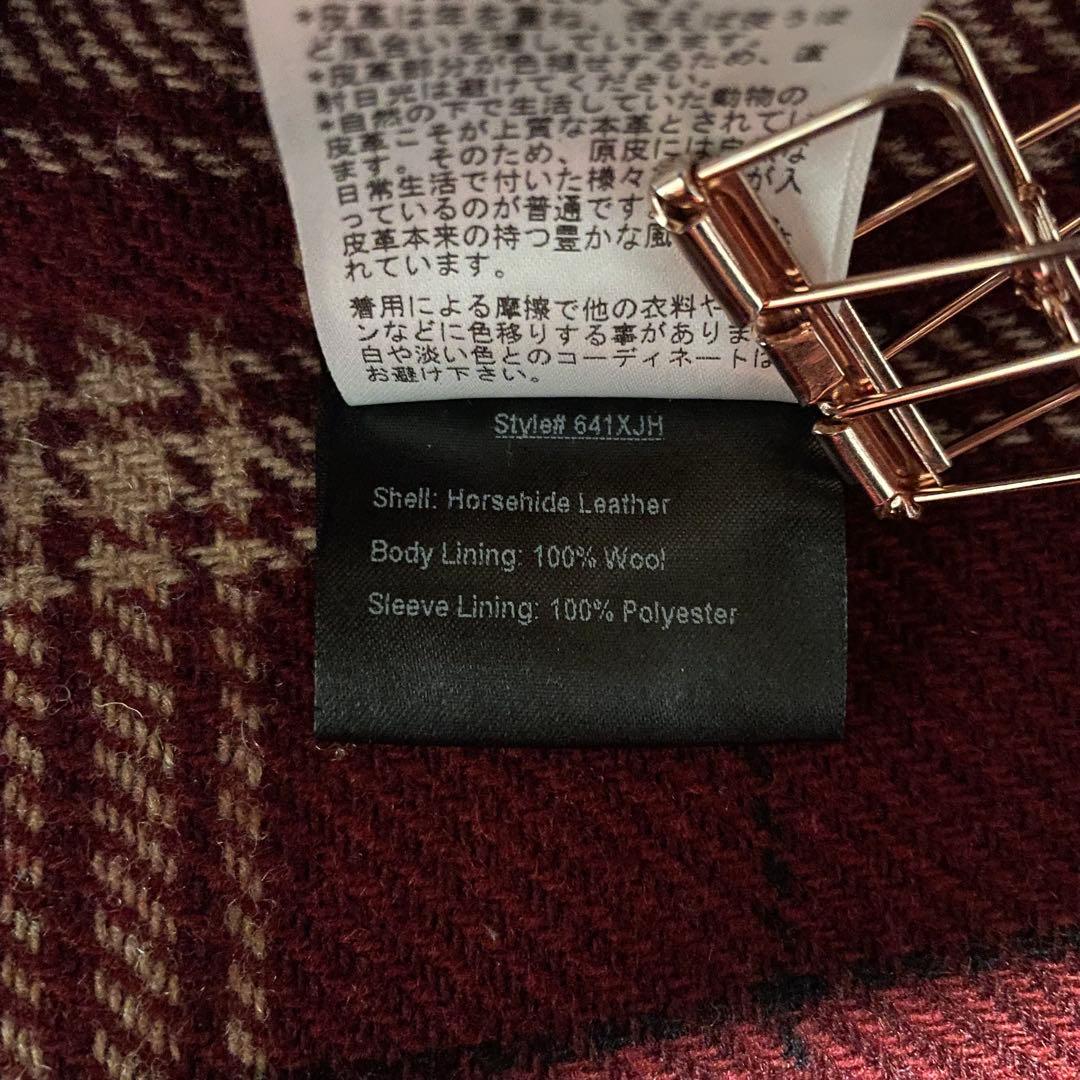 *皮革は年を重ね、使えば使うほ
ど風合いを増していきます。
*皮革部分が色褪せするため、直
射日光は避けてください。
*自然の下で生活していた動物の
皮革こそが上質な本革とされてい
ます。そのため、原皮には
日常生活で付いた様々 が入
っているのが普通です
皮革本来の持つ豊かな風
れています。
着用による摩擦で他の衣料や
ンなどに色移りする事がありま
白や淡い色とのコーディネートは
お避け下さい。
Style# 641XJH
Shell: Horsehide Leather
Body Lining: 100% Wool
Sleeve Lining: 100% Polyester